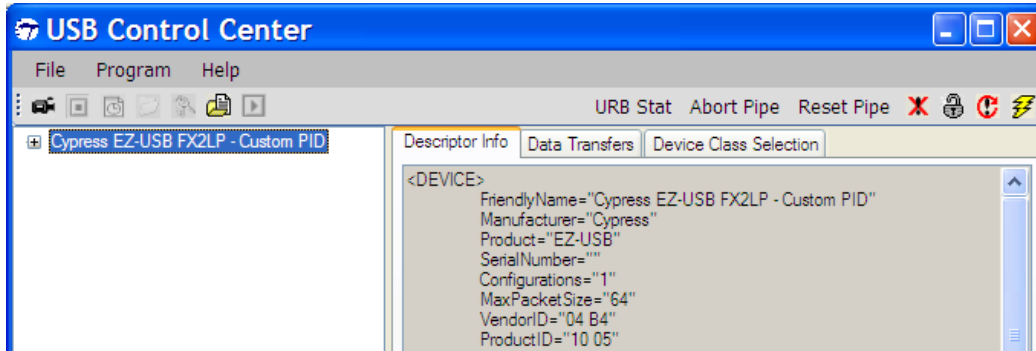 USB Control Center
File Program Help
URB Stat Abort Pipe Reset Pipe
Cypress EZ-USB FX2LP - Custom PID
Descriptor Info Data Transfers Device Class Selection
<DEVICE>
FriendlyName="Cypress EZ-USB FX2LP - Custom PID"
Manufacturer="Cypress"
Product="EZ-USB"
SerialNumber=""
Configurations="1"
MaxPacketSize="64"
VendorID="04 B4"
ProductID="10 05"